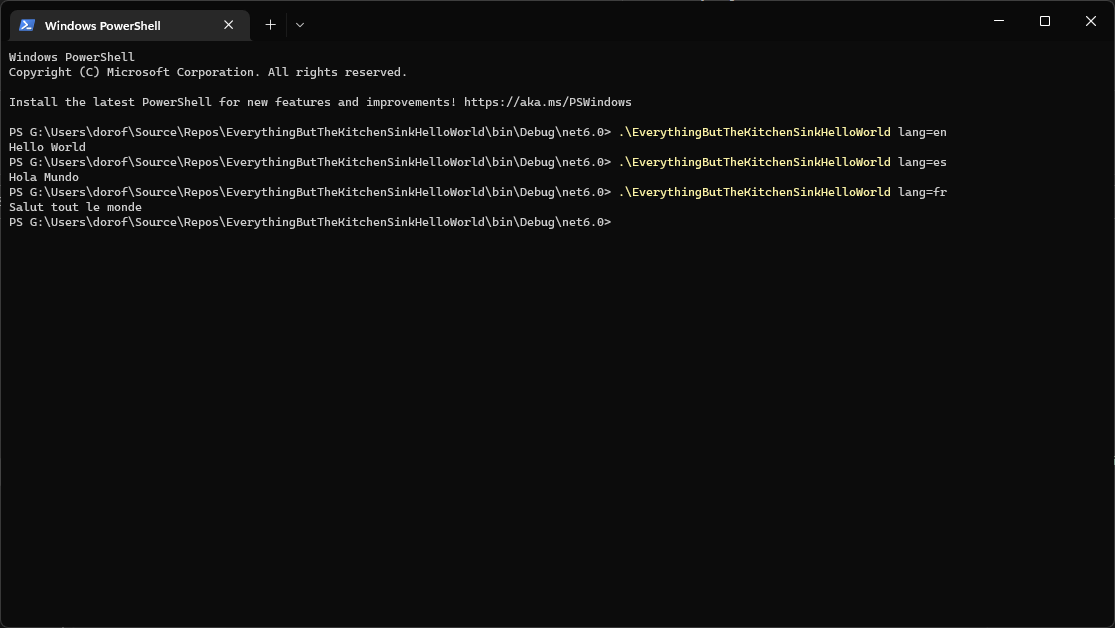 Windows PowerShell
Windows PowerShell
Copyright (C) Microsoft Corporation. All rights reserved.
Install the latest PowerShell for new features and improvements! https://aka.ms/PSWindows
PS G:\Users\dorof\Source\Repos\EverythingButTheKitchenSinkHelloWorld\bin\Debug\net6.0> .\EverythingButTheKitchenSinkHelloWorld lang=en
Hello World
PS G:\Users\dorof\Source\Repos\EverythingButTheKitchenSinkHelloWorld\bin\Debug\net6.0> .\EverythingButTheKitchenSinkHelloWorld lang=es
Hola Mundo
PS G:\Users\dorof\Source\Repos\EverythingButTheKitchenSinkHelloWorld\bin\Debug\net6.0> .\EverythingButTheKitchenSinkHelloWorld lang=fr
Salut tout le monde
PS G:\Users\dorof\Source\Repos\EverythingButTheKitchenSinkHelloWorld\bin\Debug\net6.0>